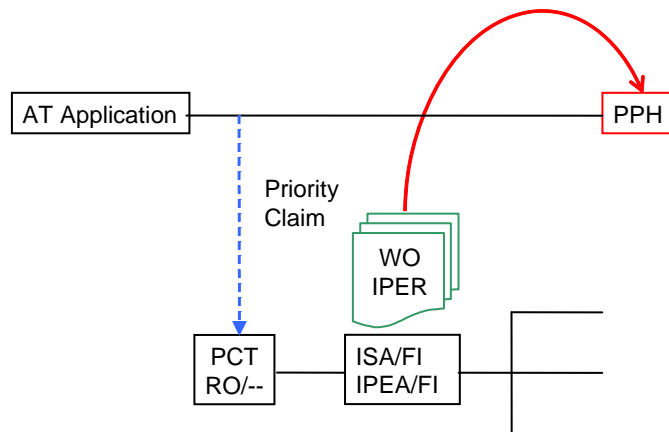 AT Application
PPH
Priority
Claim
WO
IPER
PCT
RO/--
ISA/FI
IPEA/FI